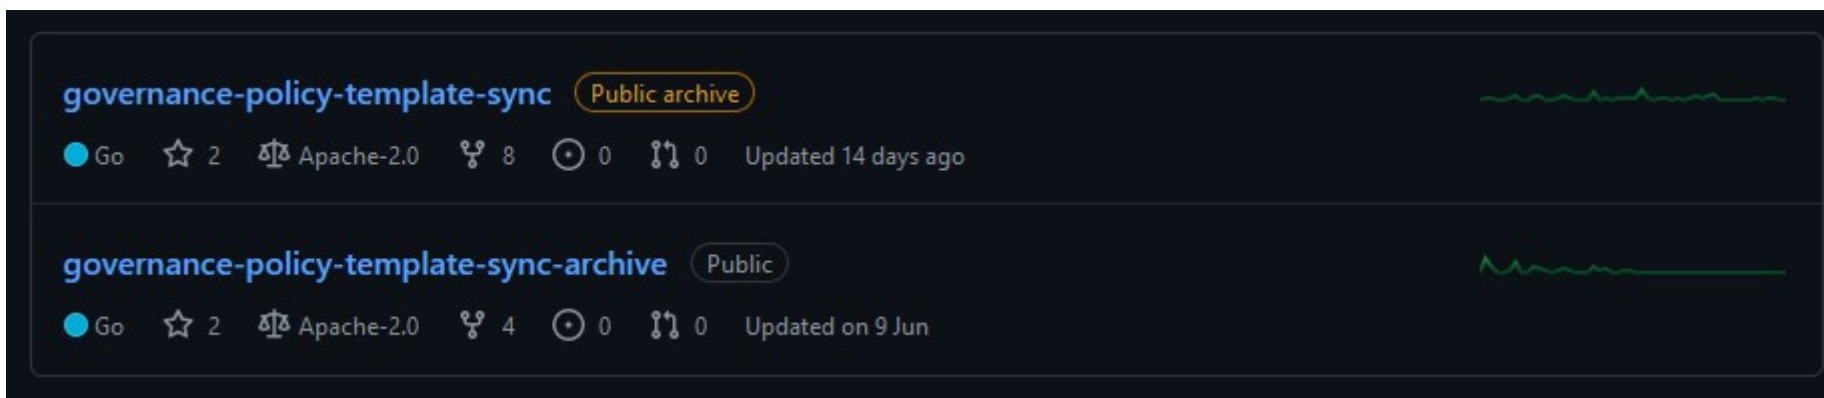 governance-policy-template-sync Public archive
Go 2 Apache-2.0 8 0 0 Updated 14 days ago
governance-policy-template-sync-archive Public
Go 2 Apache-2.0 4 0 0 Updated on 9 Jun